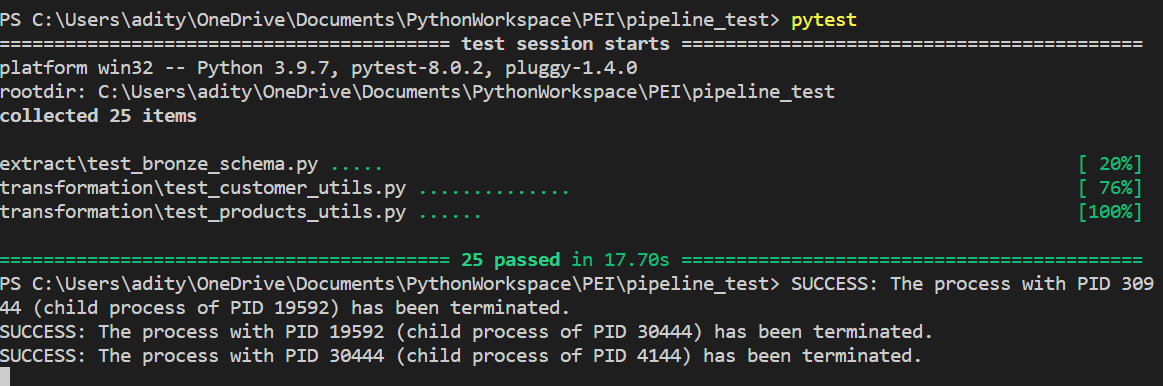 PS C:\Users\adity\OneDrive\Documents\PythonWorkspace\PEI\pipeline_test> pytest
========================================= test session starts ==========================================
platform win32 -- Python 3.9.7, pytest-8.0.2, pluggy-1.4.0
rootdir: C:\Users\adity\OneDrive\Documents\PythonWorkspace\PEI\pipeline_test
collected 25 items
extract\test_bronze_schema.py ..... [ 20%]
transformation\test_customer_utils.py .............. [ 76%]
transformation\test_products_utils.py ...... [100%]
========================================= 25 passed in 17.70s ==========================================
PS C:\Users\adity\OneDrive\Documents\PythonWorkspace\PEI\pipeline_test> SUCCESS: The process with PID 309
44 (child process of PID 19592) has been terminated.
SUCCESS: The process with PID 19592 (child process of PID 30444) has been terminated.
SUCCESS: The process with PID 30444 (child process of PID 4144) has been terminated.